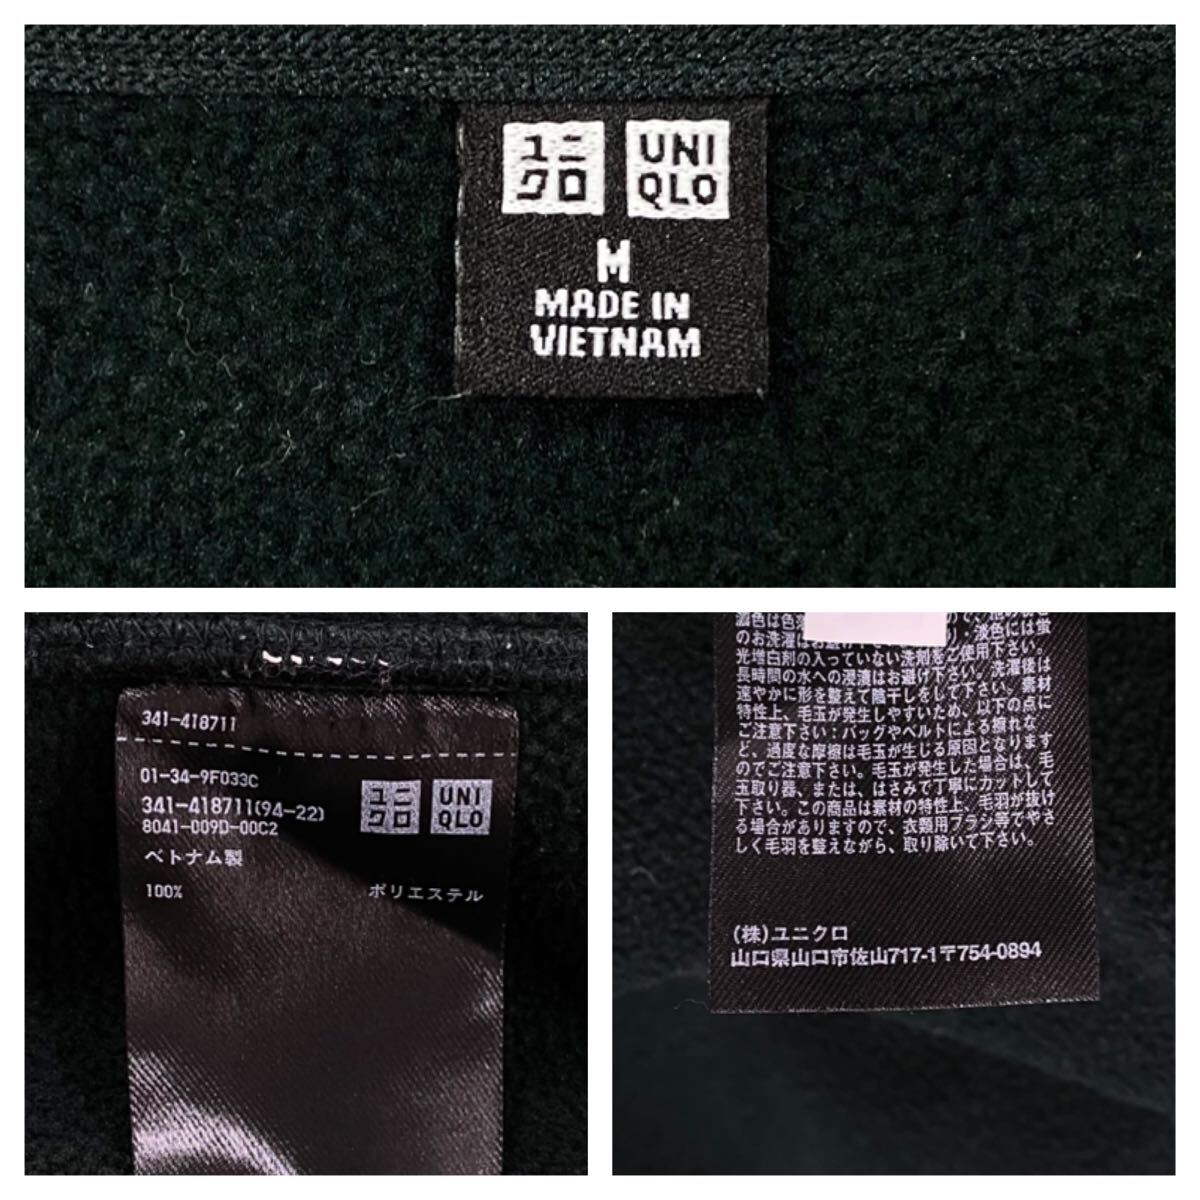 ユニ
クロ
UNI
QLO
M
MADE IN
VIETNAM
341-418711
01-34-9F033C
341-418711(94-22)
8041-009D-00C2
ユニ
クロ
UNI
QLO
ベトナム製
100% ポリエステル
濃色は色
のお洗濯はお避け り・淡色には蛍
光増白剤の入っていない洗剤をご使用下さい。
長時間の水への浸漬はお避け下さい。洗濯後は
速やかに形を整えて陰干しをして下さい。素材
特性上、毛玉が発生しやすいため、以下の点に
ご注意下さい：バッグやベルトによる擦れな
ど、過度な摩擦は毛玉が生じる原因となります
のでご注意下さい。毛玉が発生した場合は、毛
玉取り器、または、はさみで丁寧にカットして
下さい。この商品は素材の特性上、毛羽が抜け
る場合がありますので、衣類用ブラシ等でやさ
しく毛羽を整えながら、取り除いて下さい。
(株)ユニクロ
山口県山口市佐山717-1〒754-0894